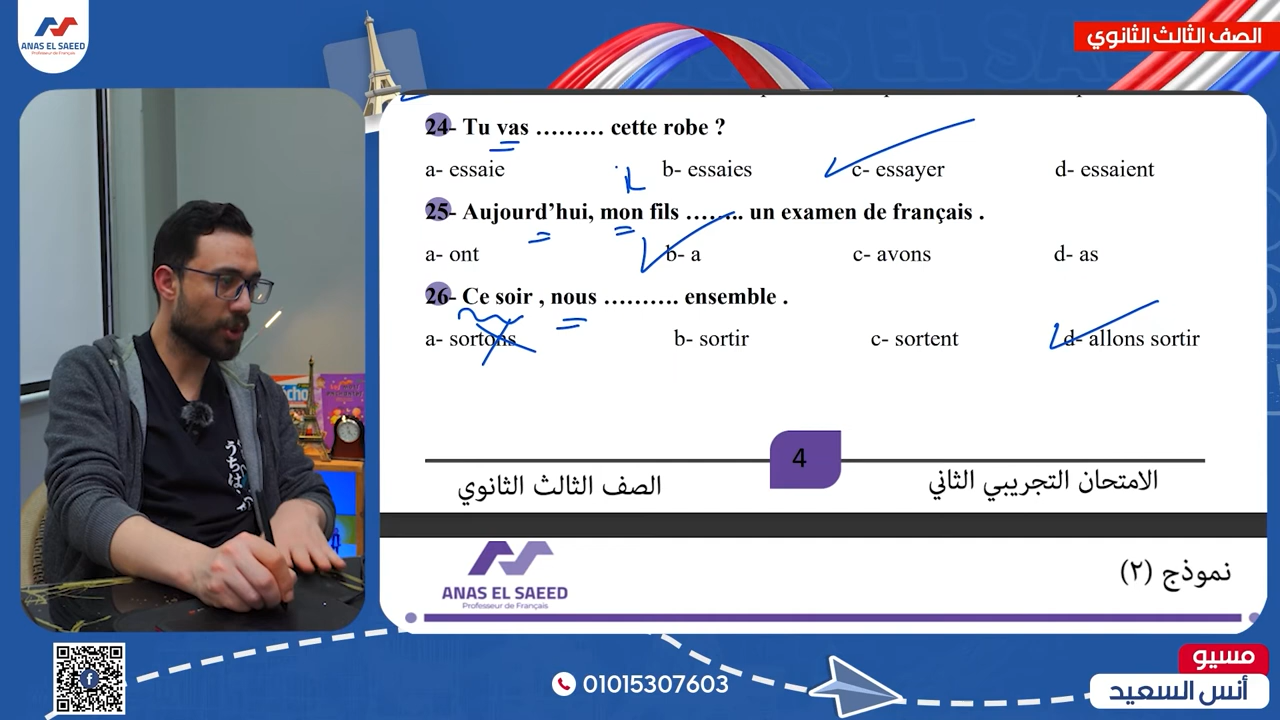 ANAS EL SAEED
Professeur de Français
الصف الثالث الثانوي
24- Tu vas ……… cette robe ?
a- essaie b- essaies c- essayer d- essaient
il
25- Aujourd'hui, mon fils …….. un examen de français .
a- ont b- a c- avons d- as
26- Ce soir , nous ………. ensemble .
a- sortons b- sortir c- sortent d- allons sortir
4
الصف الثالث الثانوي
الامتحان التجريبي الثاني
ANAS EL SAEED
Professeur de Français
نموذج (٢)
01015307603
مسيو
أنس السعيد